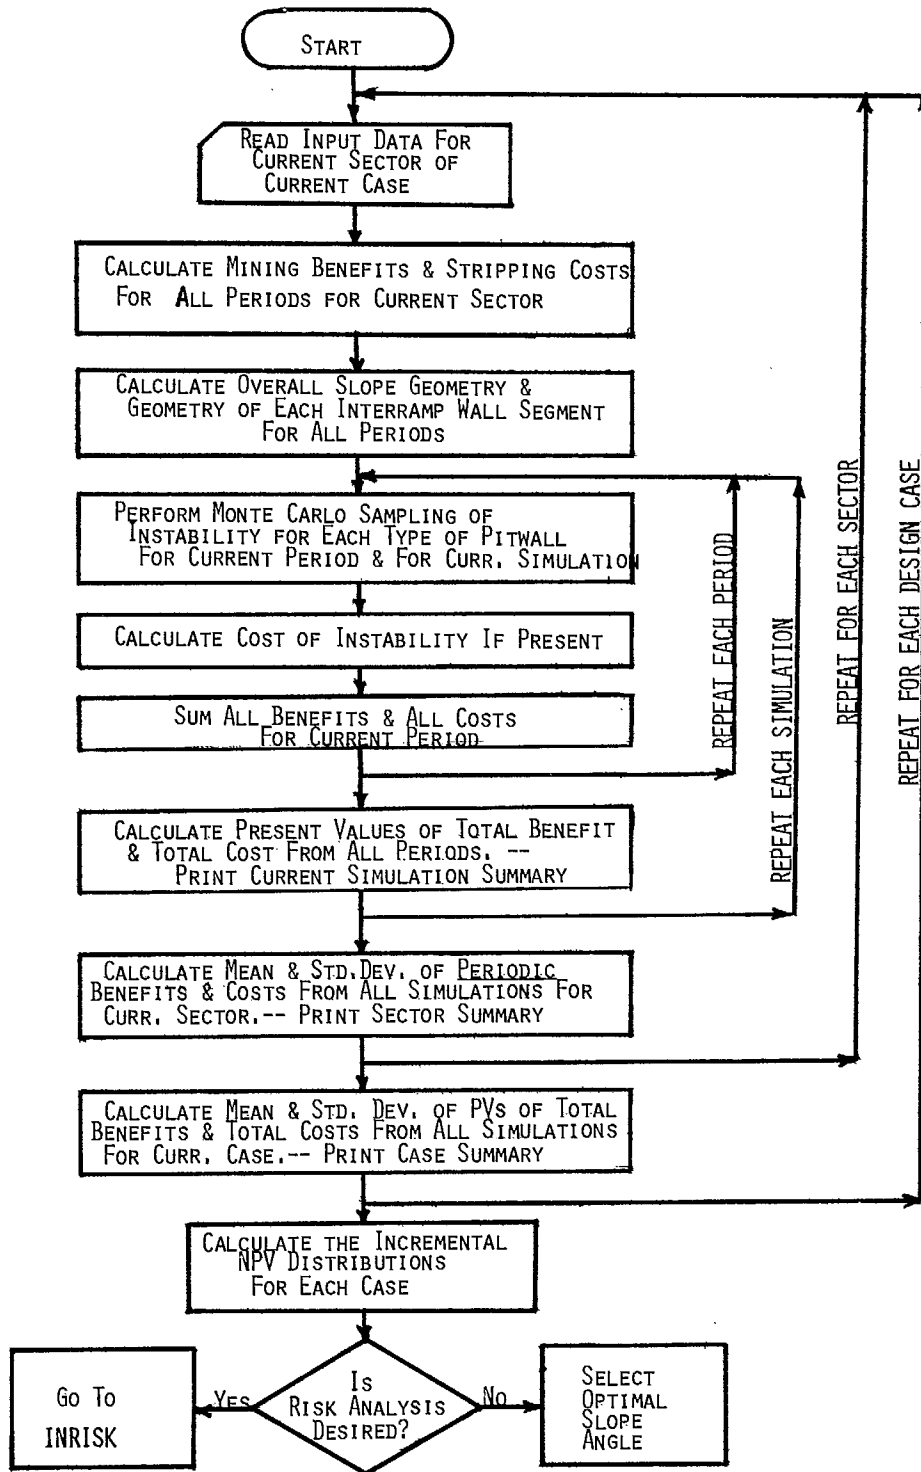 START
READ INPUT DATA FOR
CURRENT SECTOR OF
CURRENT CASE
CALCULATE MINING BENEFITS & STRIPPING COSTS
FOR ALL PERIODS FOR CURRENT SECTOR
CALCULATE OVERALL SLOPE GEOMETRY &
GEOMETRY OF EACH INTERRAMP WALL SEGMENT
FOR ALL PERIODS
PERFORM MONTE CARLO SAMPLING OF
INSTABILITY FOR EACH TYPE OF PITWALL
FOR CURRENT PERIOD & FOR CURR. SIMULATION
CALCULATE COST OF INSTABILITY IF PRESENT
SUM ALL BENEFITS & ALL COSTS
FOR CURRENT PERIOD
REPEAT EACH PERIOD
CALCULATE PRESENT VALUES OF TOTAL BENEFIT
& TOTAL COST FROM ALL PERIODS. --
PRINT CURRENT SIMULATION SUMMARY
REPEAT EACH SIMULATION
CALCULATE MEAN & STD.DEV. OF PERIODIC
BENEFITS & COSTS FROM ALL SIMULATIONS FOR
CURR. SECTOR.-- PRINT SECTOR SUMMARY
REPEAT FOR EACH SECTOR
CALCULATE MEAN & STD. DEV. OF PVs OF TOTAL
BENEFITS & TOTAL COSTS FROM ALL SIMULATIONS
FOR CURR. CASE.-- PRINT CASE SUMMARY
REPEAT FOR EACH DESIGN CASE
CALCULATE THE INCREMENTAL
NPV DISTRIBUTIONS
FOR EACH CASE
IS
RISK ANALYSIS
DESIRED?
YES
GO TO
INRISK
NO
SELECT
OPTIMAL
SLOPE
ANGLE